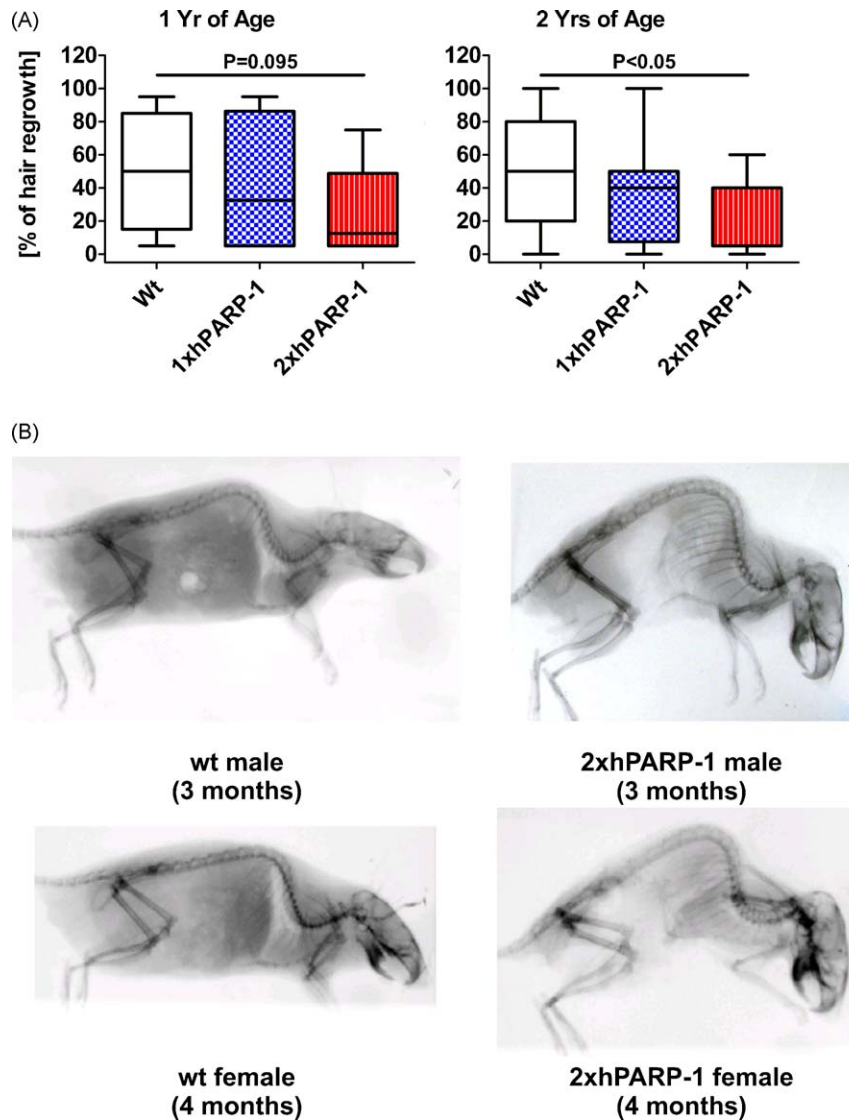 (A)
1 Yr of Age
2 Yrs of Age
[% of hair regrowth]
120
100
80
60
40
20
0
P=0.095
Wt
1xhPARP-1
2xhPARP-1
120
100
80
60
40
20
0
P<0.05
Wt
1xhPARP-1
2xhPARP-1
(B)
wt male
(3 months)
2xhPARP-1 male
(3 months)
wt female
(4 months)
2xhPARP-1 female
(4 months)